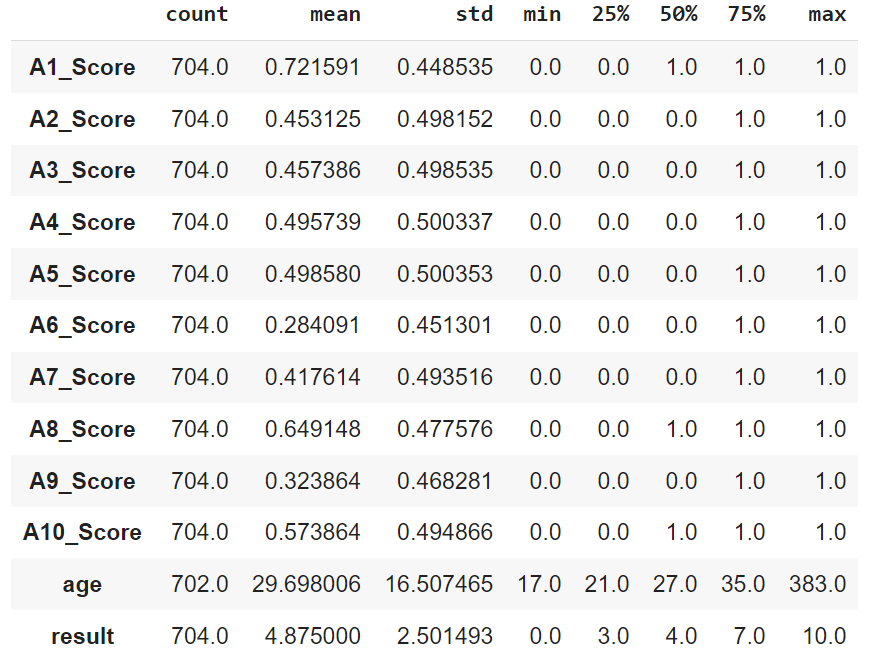 count mean std min 25% 50% 75% max
A1_Score 704.0 0.721591 0.448535 0.0 0.0 1.0 1.0 1.0
A2_Score 704.0 0.453125 0.498152 0.0 0.0 0.0 1.0 1.0
A3_Score 704.0 0.457386 0.498535 0.0 0.0 0.0 1.0 1.0
A4_Score 704.0 0.495739 0.500337 0.0 0.0 0.0 1.0 1.0
A5_Score 704.0 0.498580 0.500353 0.0 0.0 0.0 1.0 1.0
A6_Score 704.0 0.284091 0.451301 0.0 0.0 0.0 1.0 1.0
A7_Score 704.0 0.417614 0.493516 0.0 0.0 0.0 1.0 1.0
A8_Score 704.0 0.649148 0.477576 0.0 0.0 1.0 1.0 1.0
A9_Score 704.0 0.323864 0.468281 0.0 0.0 0.0 1.0 1.0
A10_Score 704.0 0.573864 0.494866 0.0 0.0 1.0 1.0 1.0
age 702.0 29.698006 16.507465 17.0 21.0 27.0 35.0 383.0
result 704.0 4.875000 2.501493 0.0 3.0 4.0 7.0 10.0